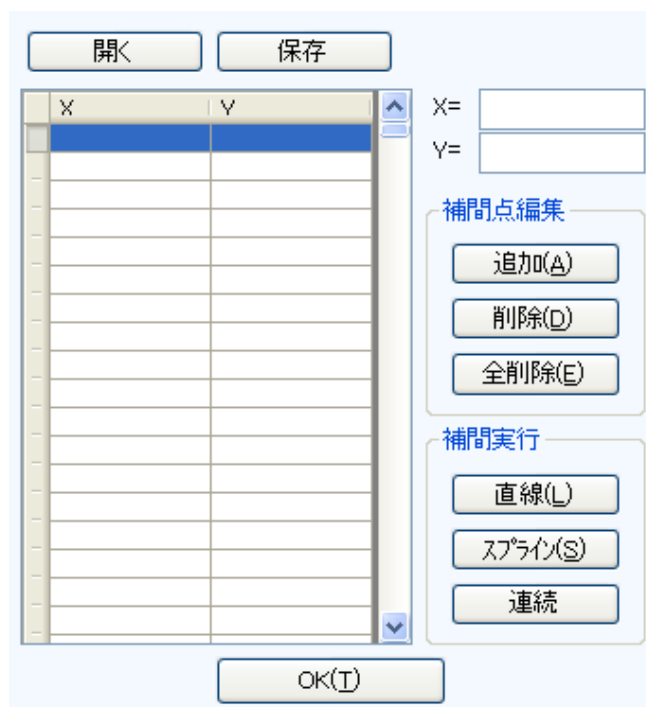 開く 保存
X Y
X=
Y=
補間点編集
追加(A)
削除(D)
全削除(E)
補間実行
直線(L)
スプライン(S)
連続
OK(T)